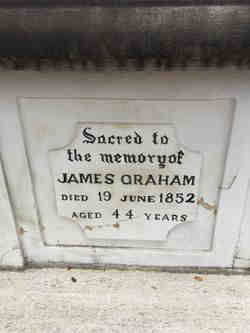 Sacred to
the memory of
JAMES GRAHAM
DIED 19 JUNE 1852
AGED 44 YEARS